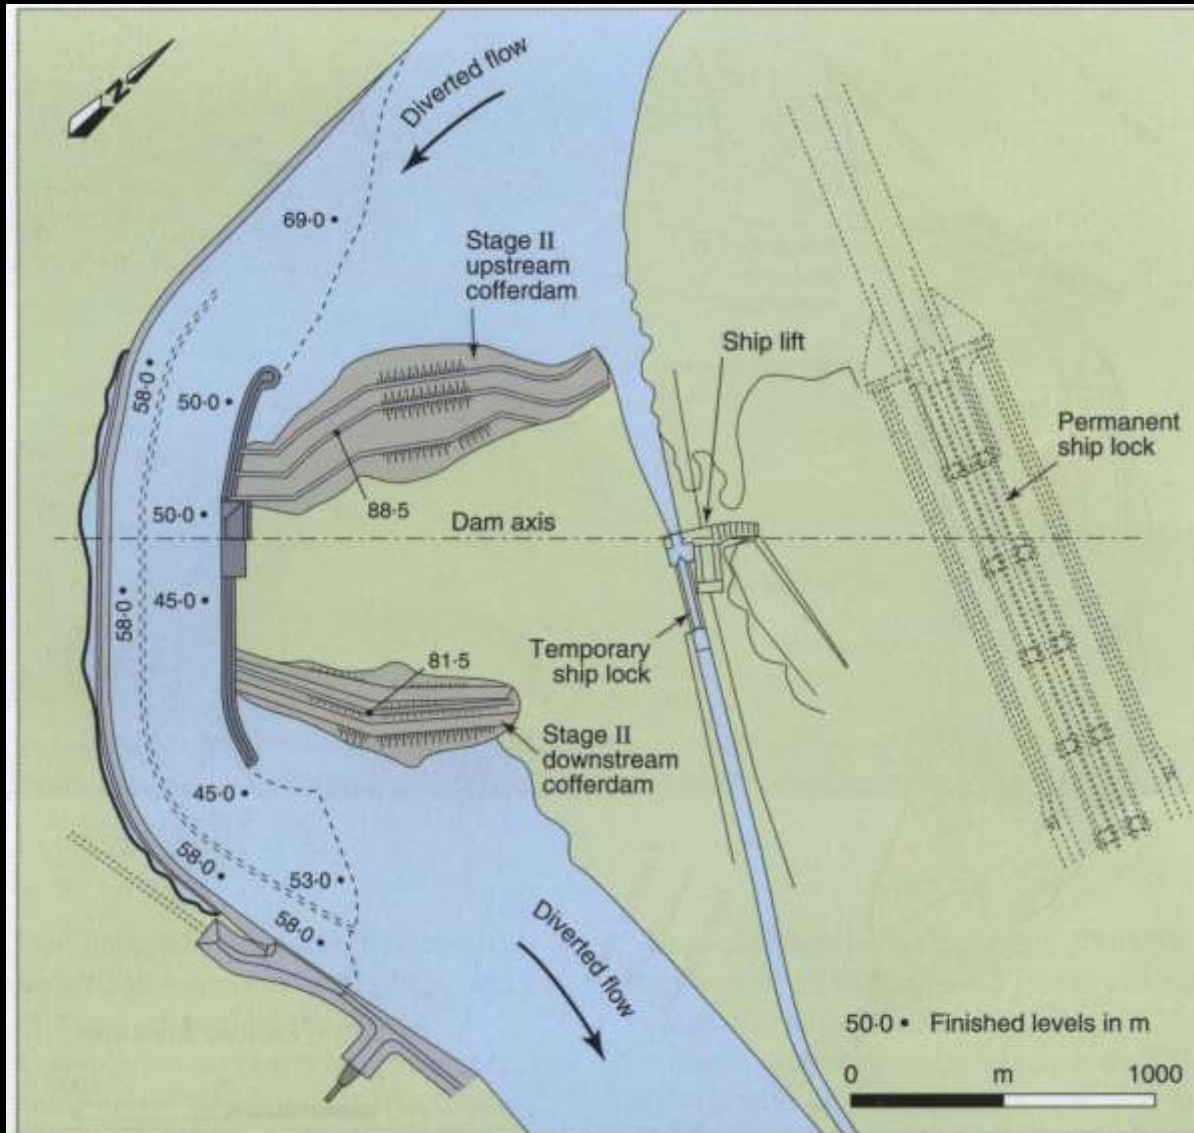 N
Diverted flow
69·0
Stage II
upstream
cofferdam
Ship lift
58·0
50·0
Permanent
ship lock
88·5
50·0
Dam axis
58·0
45·0
81·5
Temporary
ship lock
Stage II
downstream
cofferdam
45·0
58·0
53·0
58·0
Diverted flow
50·0 • Finished levels in m
0 m 1000